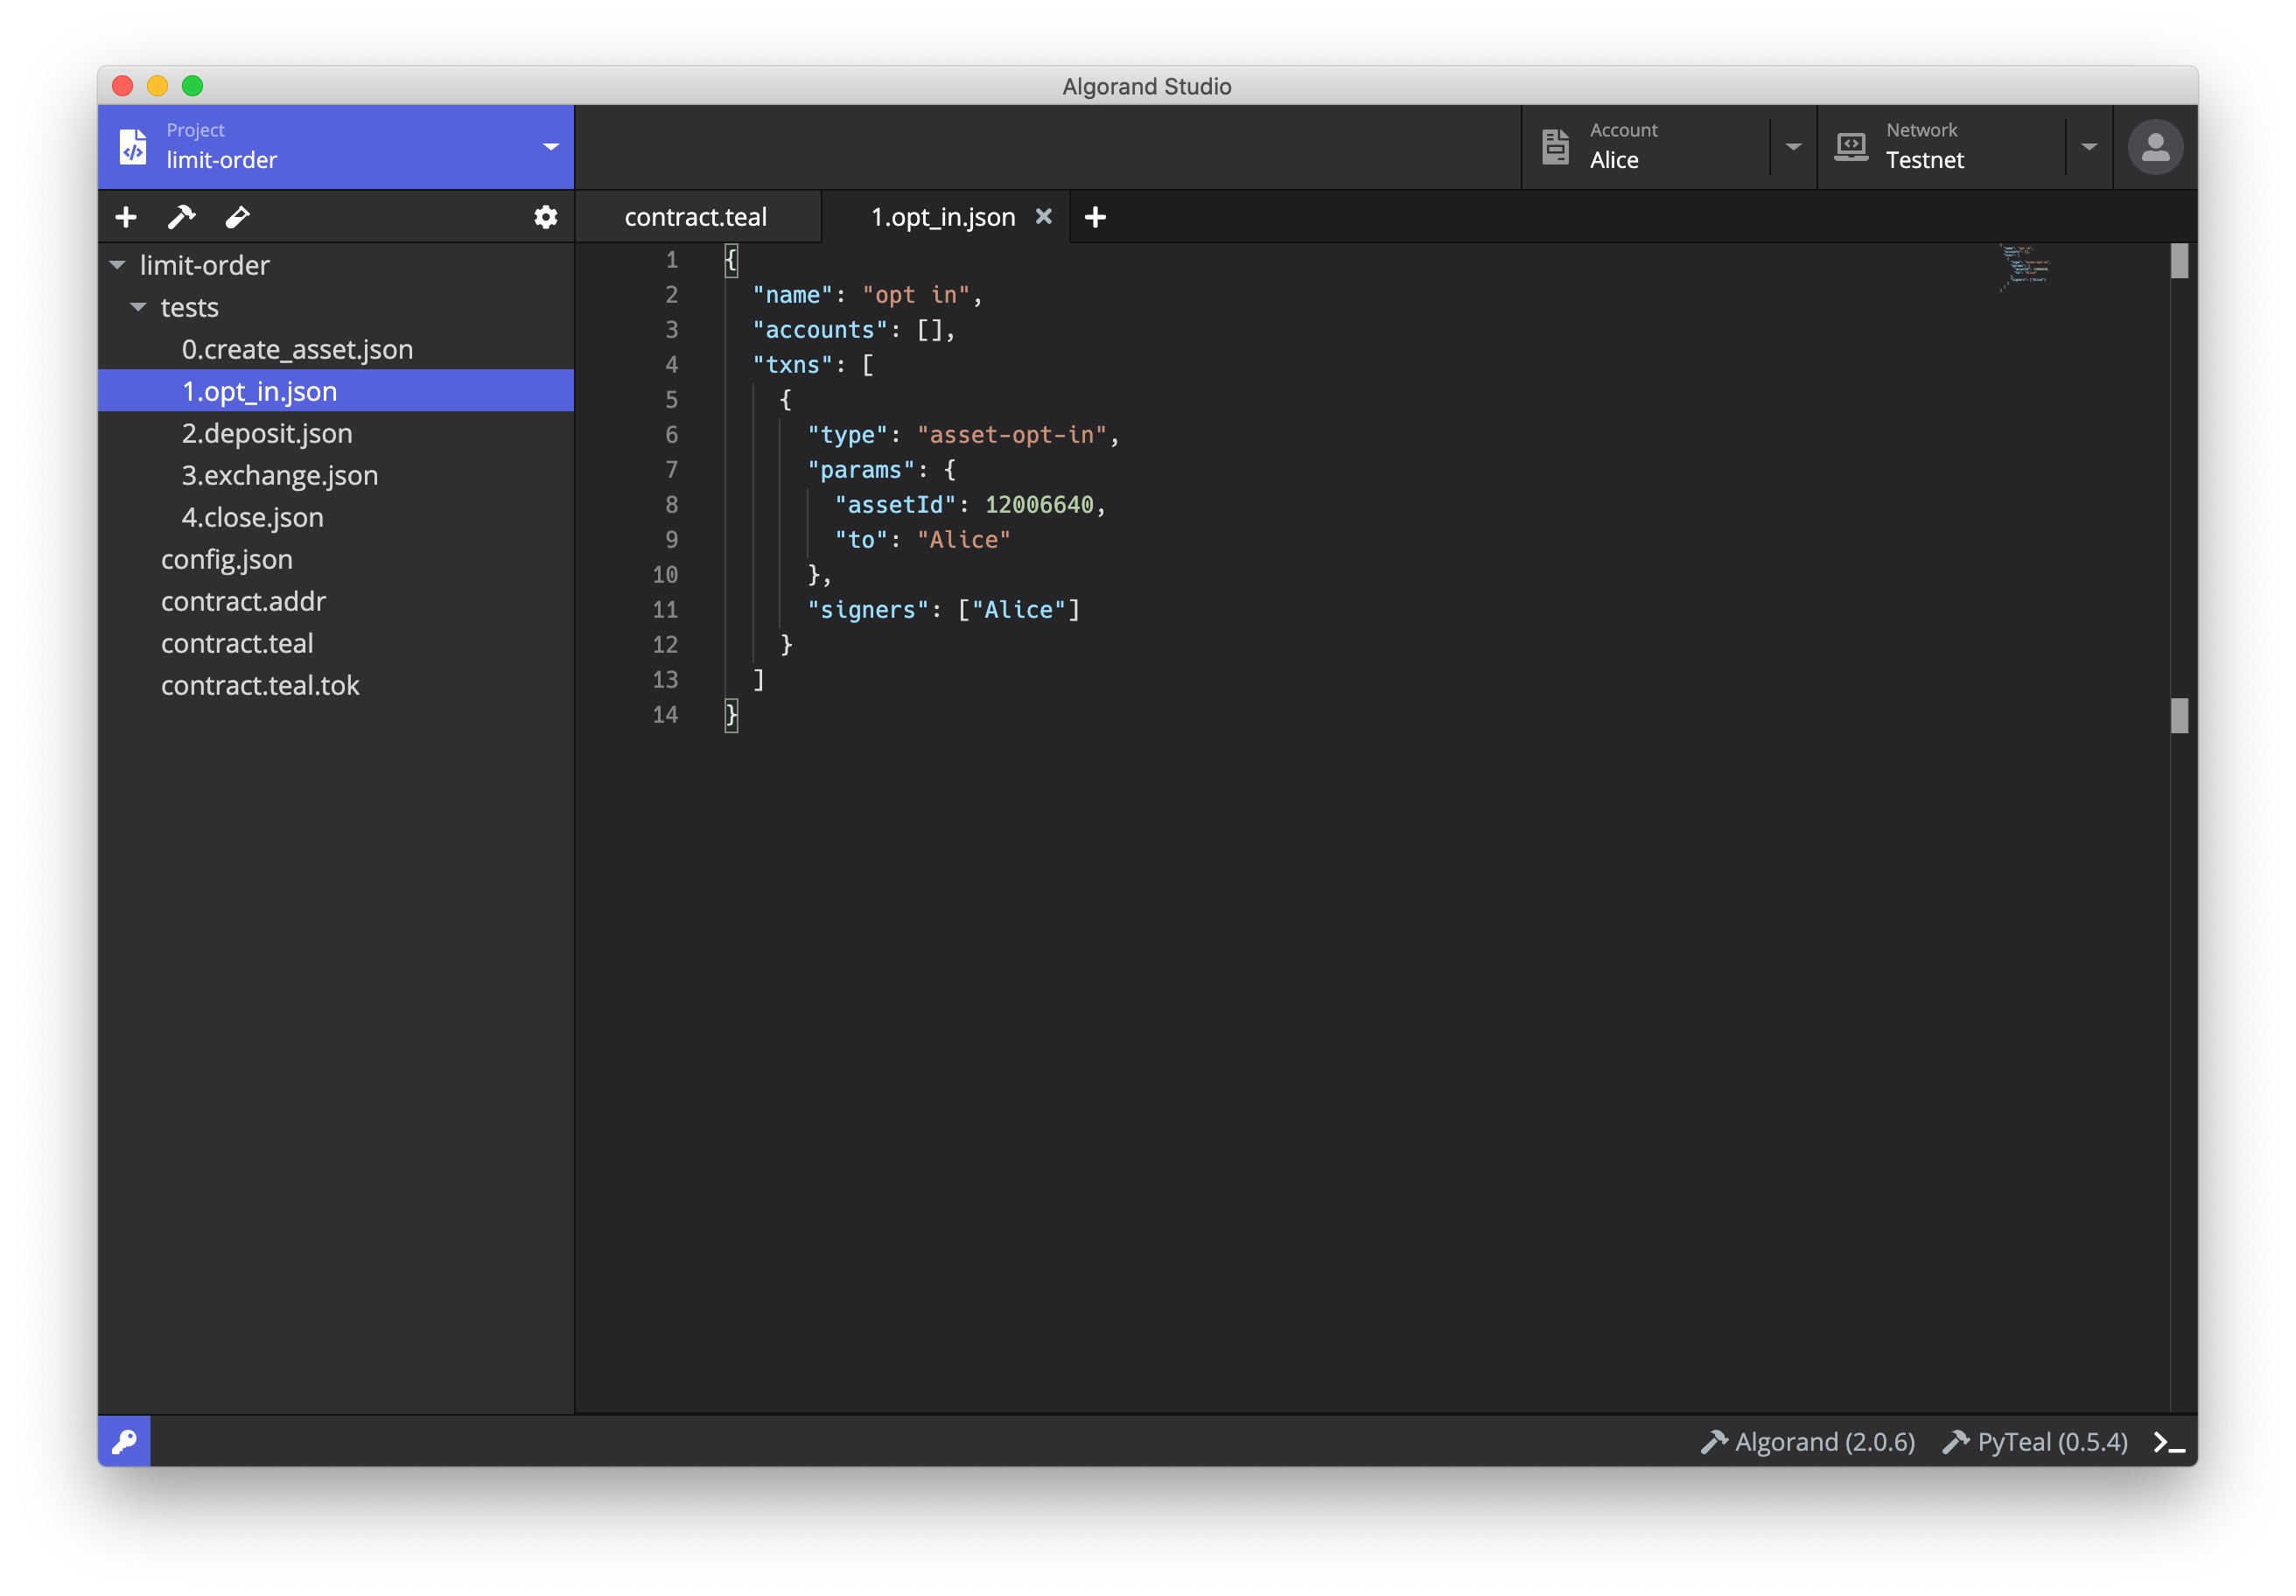 Algorand Studio
Project
limit-order
Account
Alice
Network
Testnet
contract.teal
1.opt_in.json
limit-order
tests
0.create_asset.json
1.opt_in.json
2.deposit.json
3.exchange.json
4.close.json
config.json
contract.addr
contract.teal
contract.teal.tok
1 {
2 "name": "opt in",
3 "accounts": [],
4 "txns": [
5 {
6 "type": "asset-opt-in",
7 "params": {
8 "assetId": 12006640,
9 "to": "Alice"
10 },
11 "signers": ["Alice"]
12 }
13 ]
14 }
Algorand (2.0.6)
PyTeal (0.5.4)